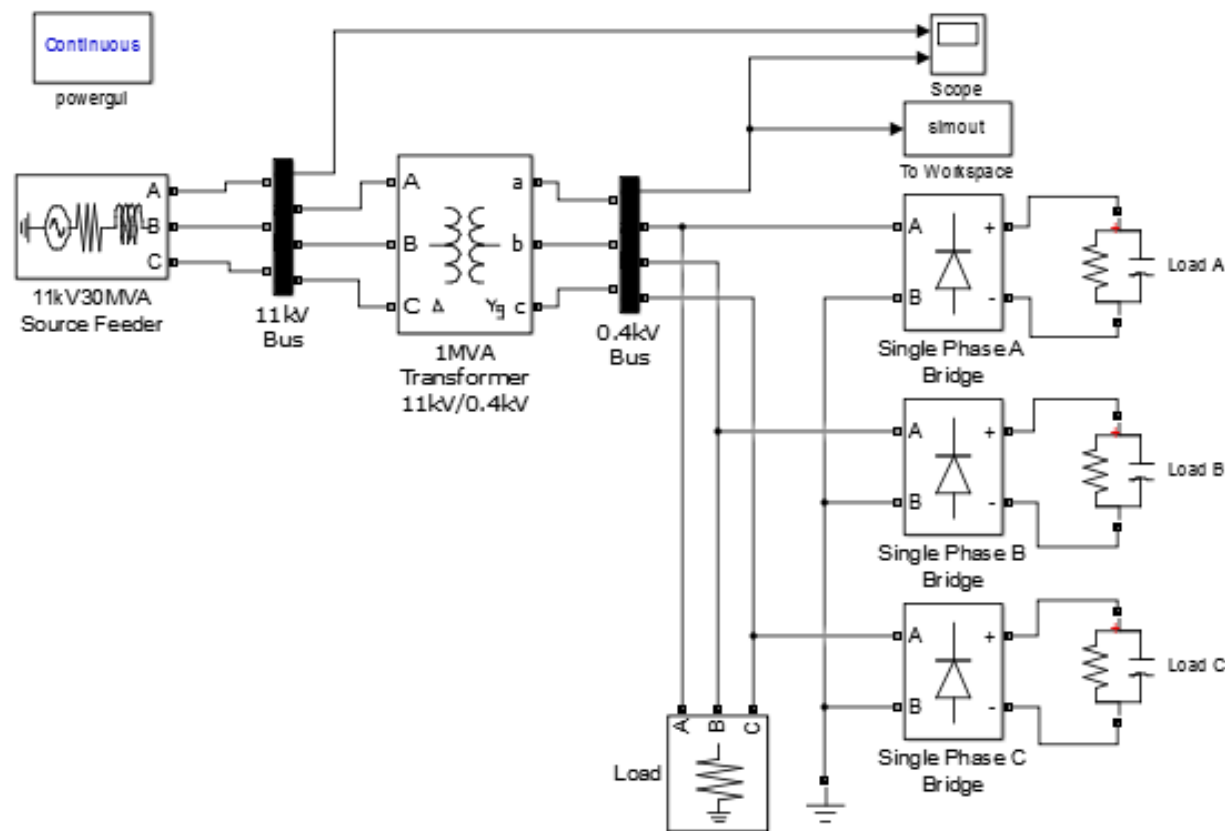 Continuous
powergui
Scope
simout
To Workspace
A
B
C
11kV30MVA
Source Feeder
11kV
Bus
A
B
C
a
b
c
Δ
Yg
1MVA
Transformer
11kV/0.4kV
0.4kV
Bus
A
B
+
-
Single Phase A
Bridge
Load A
A
B
+
-
Single Phase B
Bridge
Load B
A
B
+
-
Single Phase C
Bridge
Load C
A
B
C
Load